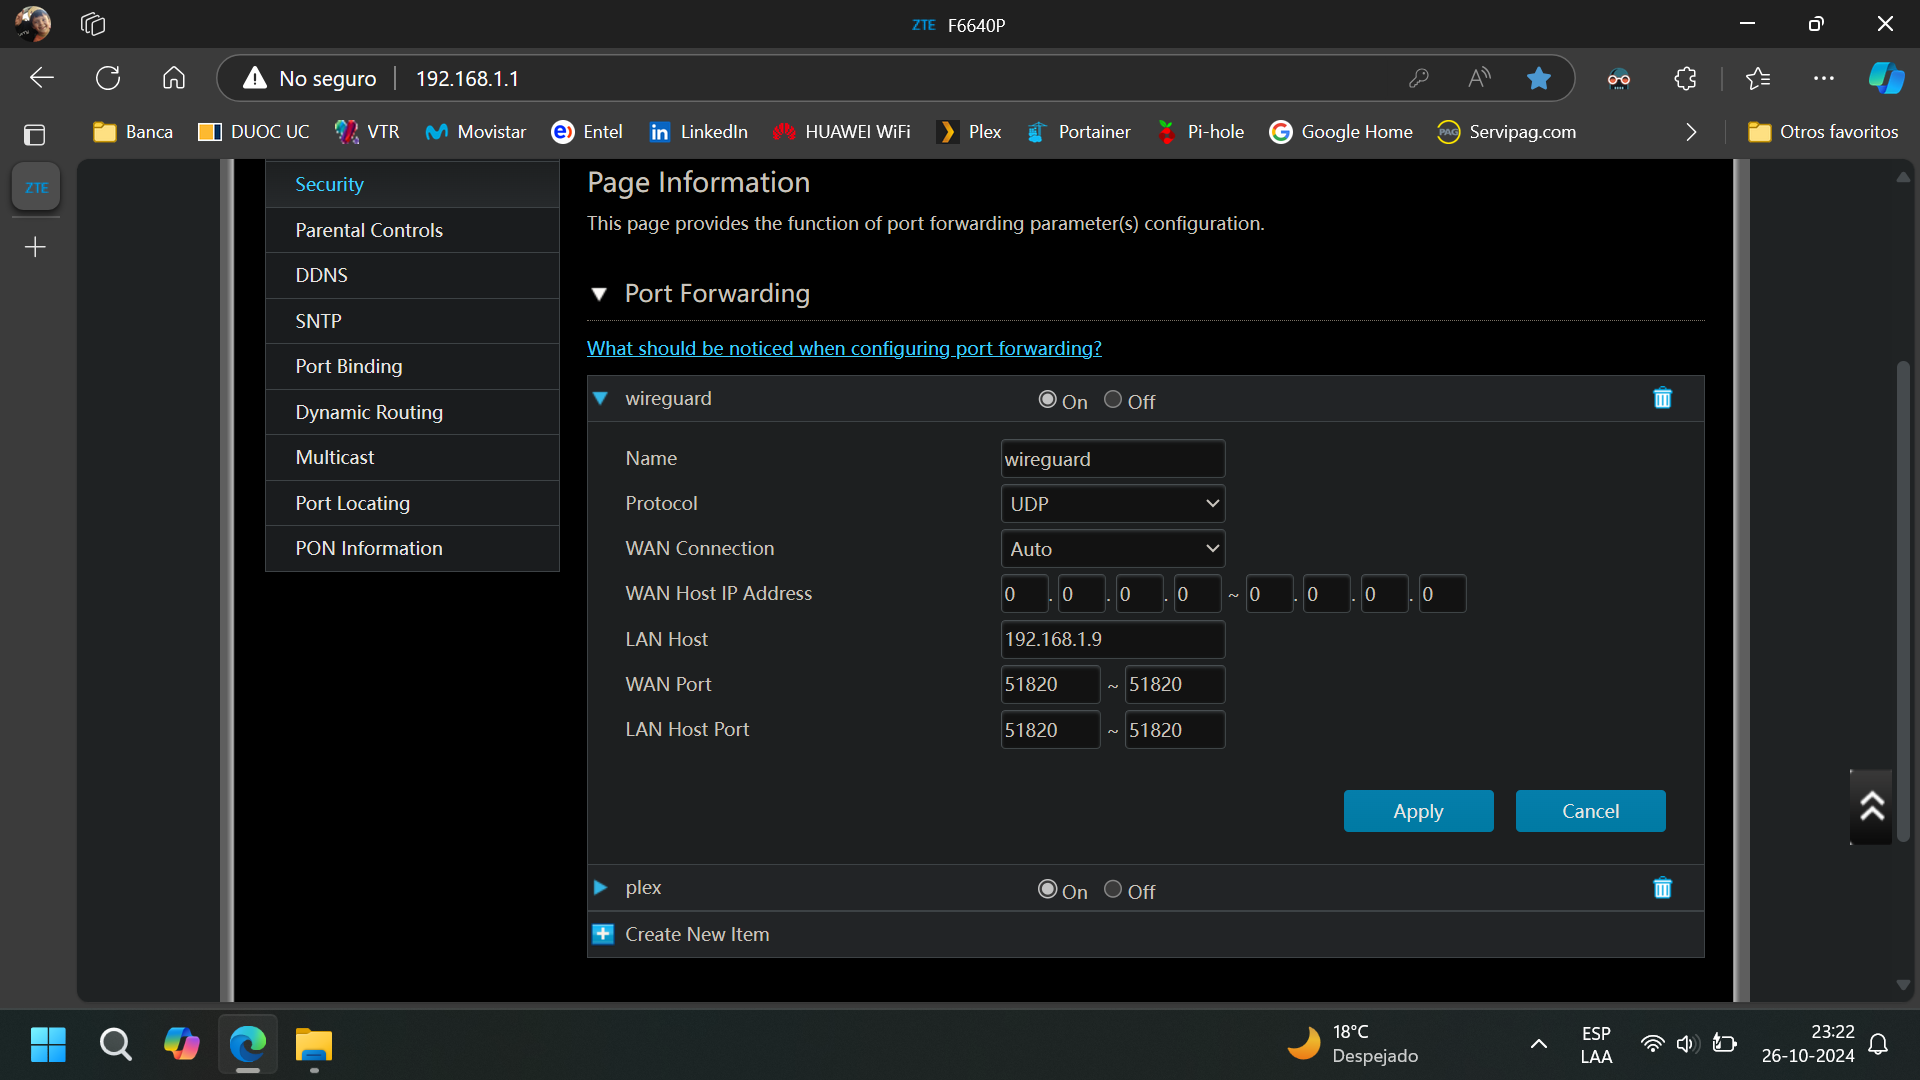 ZTE F6640P
No seguro 192.168.1.1
Banca DUOC UC VTR Movistar Entel LinkedIn HUAWEI WiFi Plex Portainer Pi-hole Google Home PAG Servipag.com Otros favoritos
ZTE
Security
Parental Controls
DDNS
SNTP
Port Binding
Dynamic Routing
Multicast
Port Locating
PON Information
Page Information
This page provides the function of port forwarding parameter(s) configuration.
Port Forwarding
What should be noticed when configuring port forwarding?
wireguard On Off
Name wireguard
Protocol UDP
WAN Connection Auto
WAN Host IP Address 0 . 0 . 0 . 0 ~ 0 . 0 . 0 . 0
LAN Host 192.168.1.9
WAN Port 51820 ~ 51820
LAN Host Port 51820 ~ 51820
Apply Cancel
plex On Off
Create New Item
18°C
Despejado
ESP
LAA
23:22
26-10-2024